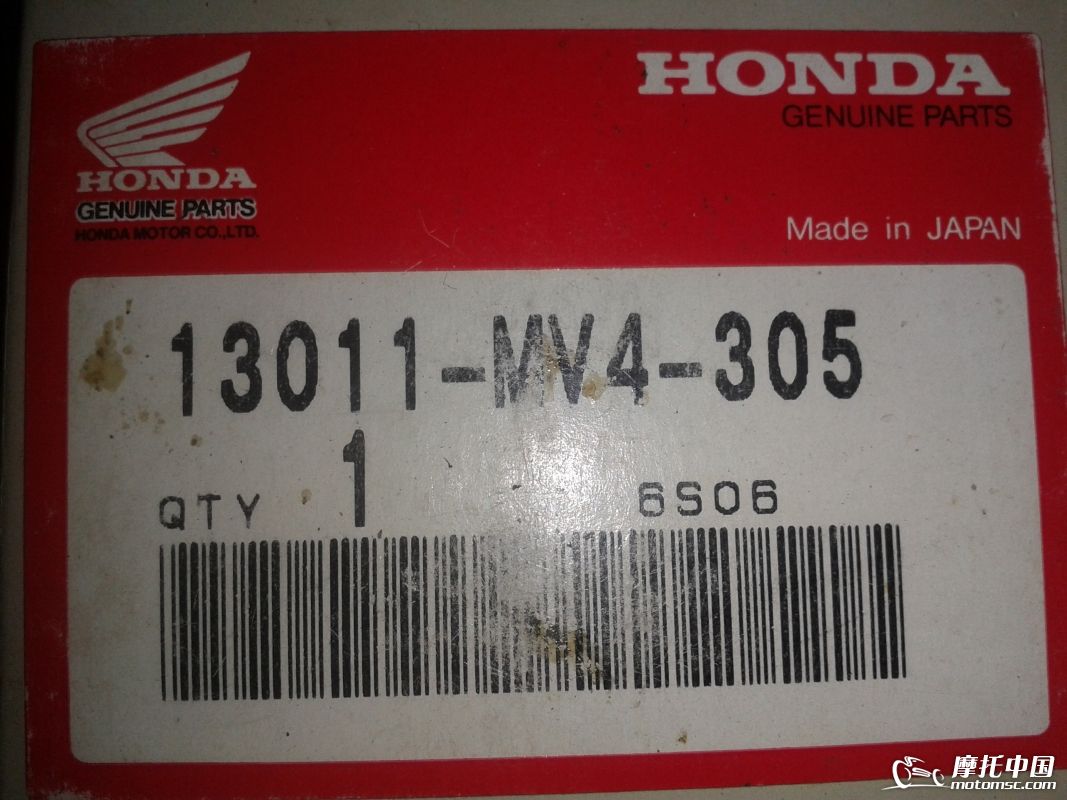 HONDA
GENUINE PARTS
HONDA
GENUINE PARTS
HONDA MOTOR CO.,LTD.
Made in JAPAN
13011-MV4-305
QTY 1 6S06
摩托中国
motomsc.com